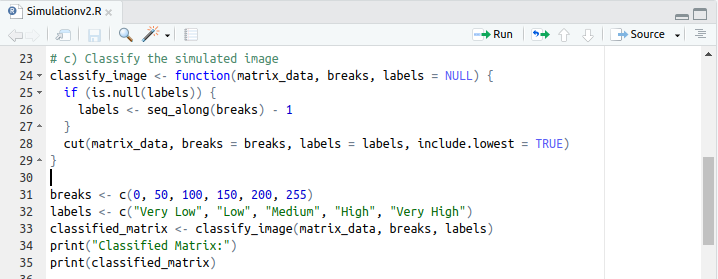 Simulationv2.R
Run
Source
23 # c) Classify the simulated image
24 classify_image <- function(matrix_data, breaks, labels = NULL) {
25   if (is.null(labels)) {
26     labels <- seq_along(breaks) - 1
27   }
28   cut(matrix_data, breaks = breaks, labels = labels, include.lowest = TRUE)
29 }
30
31 breaks <- c(0, 50, 100, 150, 200, 255)
32 labels <- c("Very Low", "Low", "Medium", "High", "Very High")
33 classified_matrix <- classify_image(matrix_data, breaks, labels)
34 print("Classified Matrix:")
35 print(classified_matrix)